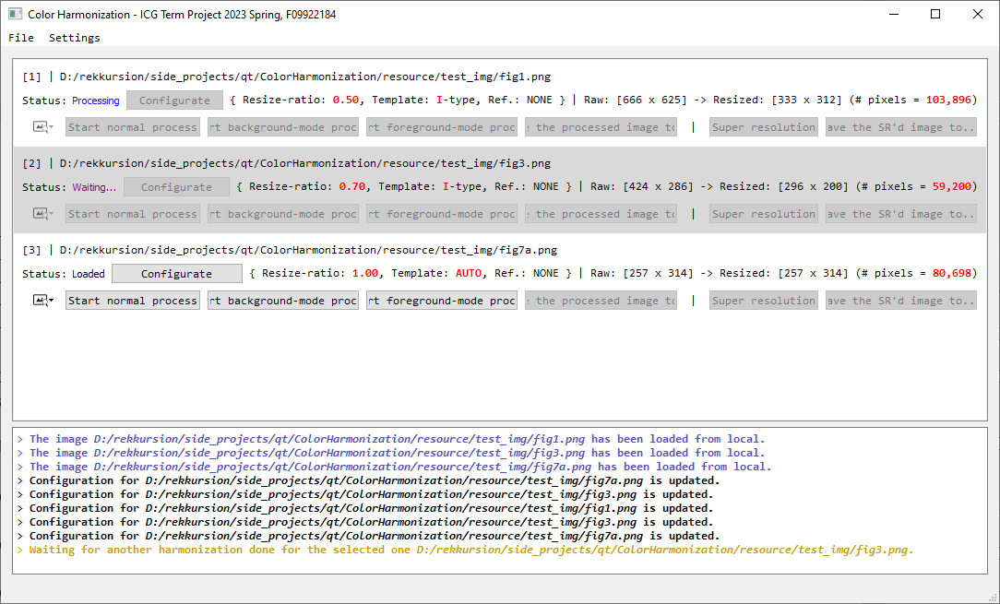 Color Harmonization - ICG Term Project 2023 Spring, F09922184
File Settings
[1] | D:/rekkursion/side_projects/qt/ColorHarmonization/resource/test_img/fig1.png
Status: Processing Configurate { Resize-ratio: 0.50, Template: I-type, Ref.: NONE } | Raw: [666 x 625] -> Resized: [333 x 312] (# pixels = 103,896)
Start normal process rt background-mode proc rt foreground-mode proc : the processed image to | Super resolution ave the SR'd image to..
[2] | D:/rekkursion/side_projects/qt/ColorHarmonization/resource/test_img/fig3.png
Status: Waiting... Configurate { Resize-ratio: 0.70, Template: I-type, Ref.: NONE } | Raw: [424 x 286] -> Resized: [296 x 200] (# pixels = 59,200)
Start normal process rt background-mode proc rt foreground-mode proc : the processed image to | Super resolution ave the SR'd image to..
[3] | D:/rekkursion/side_projects/qt/ColorHarmonization/resource/test_img/fig7a.png
Status: Loaded Configurate { Resize-ratio: 1.00, Template: AUTO, Ref.: NONE } | Raw: [257 x 314] -> Resized: [257 x 314] (# pixels = 80,698)
Start normal process rt background-mode proc rt foreground-mode proc : the processed image to | Super resolution ave the SR'd image to..
> The image D:/rekkursion/side_projects/qt/ColorHarmonization/resource/test_img/fig1.png has been loaded from local.
> The image D:/rekkursion/side_projects/qt/ColorHarmonization/resource/test_img/fig3.png has been loaded from local.
> The image D:/rekkursion/side_projects/qt/ColorHarmonization/resource/test_img/fig7a.png has been loaded from local.
> Configuration for D:/rekkursion/side_projects/qt/ColorHarmonization/resource/test_img/fig7a.png is updated.
> Configuration for D:/rekkursion/side_projects/qt/ColorHarmonization/resource/test_img/fig3.png is updated.
> Configuration for D:/rekkursion/side_projects/qt/ColorHarmonization/resource/test_img/fig1.png is updated.
> Configuration for D:/rekkursion/side_projects/qt/ColorHarmonization/resource/test_img/fig3.png is updated.
> Configuration for D:/rekkursion/side_projects/qt/ColorHarmonization/resource/test_img/fig7a.png is updated.
> Waiting for another harmonization done for the selected one D:/rekkursion/side_projects/qt/ColorHarmonization/resource/test_img/fig3.png.